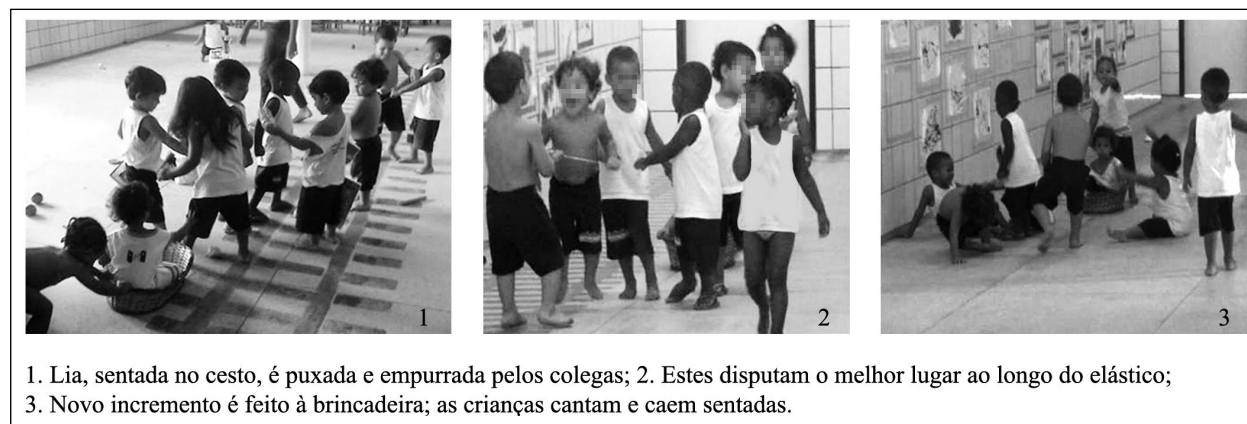 1
2
3
1. Lia, sentada no cesto, é puxada e empurrada pelos colegas; 2. Estes disputam o melhor lugar ao longo do elástico;
3. Novo incremento é feito à brincadeira; as crianças cantam e caem sentadas.